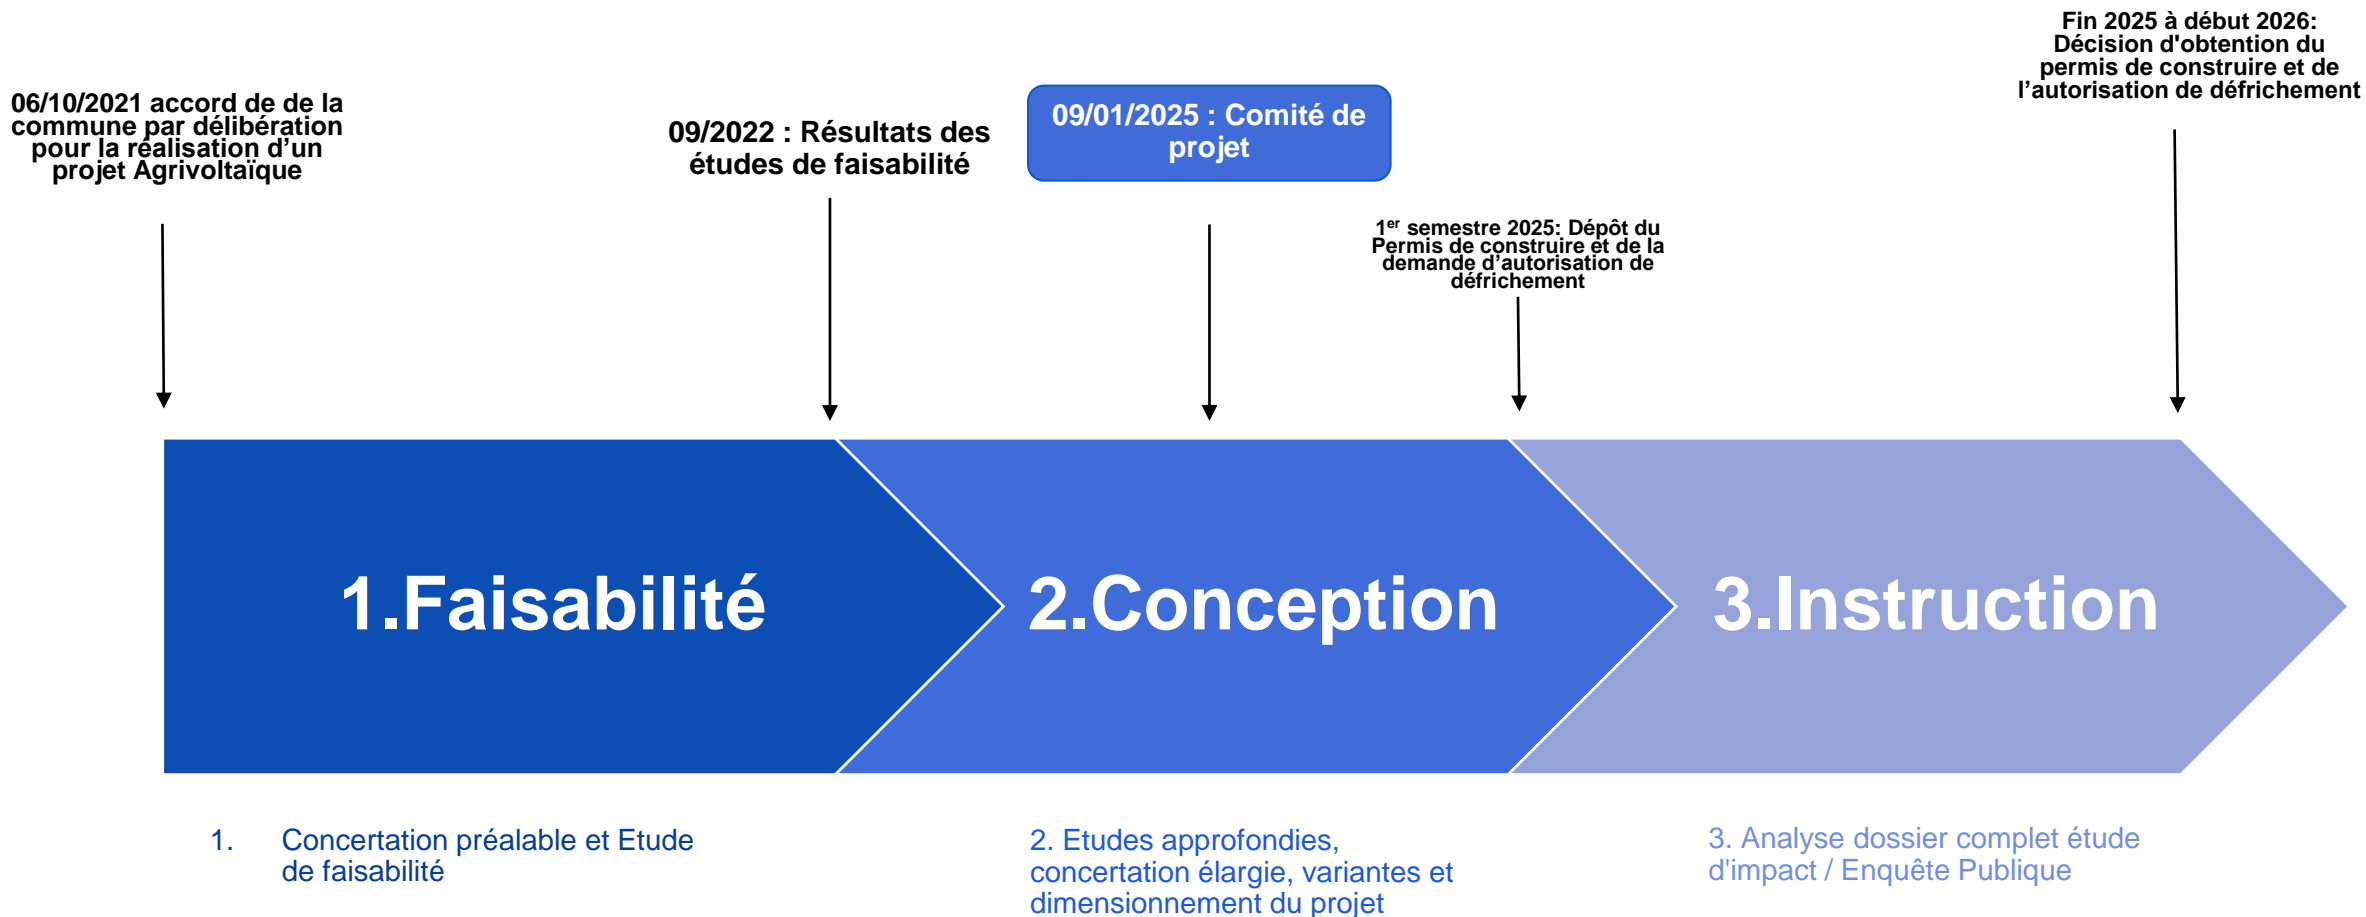 06/10/2021 accord de de la
commune par délibération
pour la réalisation d’un
projet Agrivoltaïque
09/2022 : Résultats des
études de faisabilité
09/01/2025 : Comité de
projet
1er semestre 2025: Dépôt du
Permis de construire et de la
demande d’autorisation de
défrichement
Fin 2025 à début 2026:
Décision d'obtention du
permis de construire et de
l’autorisation de défrichement
1.Faisabilité
2.Conception
3.Instruction
1. Concertation préalable et Etude
de faisabilité
2. Etudes approfondies,
concertation élargie, variantes et
dimensionnement du projet
3. Analyse dossier complet étude
d'impact / Enquête Publique